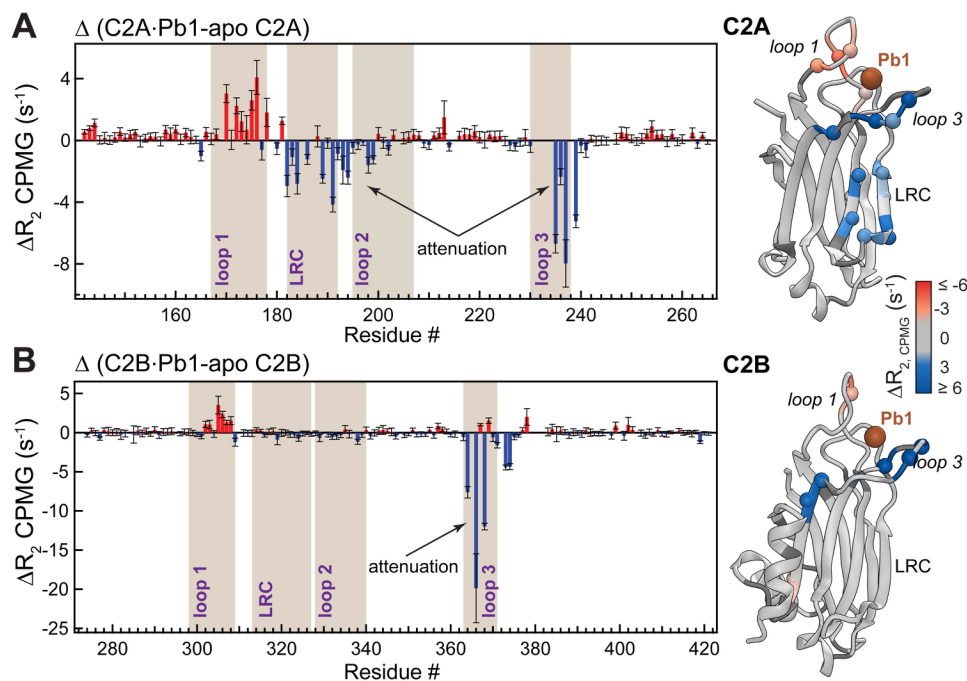 A
Δ (C2A·Pb1-apo C2A)
ΔR2 CPMG (s-1)
4
0
-4
-8
loop 1
LRC
loop 2
attenuation
loop 3
160
180
200
220
240
260
Residue #
C2A
loop 1
Pb1
loop 3
LRC
B
Δ (C2B·Pb1-apo C2B)
ΔR2 CPMG (s-1)
5
0
-5
-10
-15
-20
-25
loop 1
LRC
loop 2
attenuation
loop 3
280
300
320
340
360
380
400
420
Residue #
ΔR2, CPMG (s-1)
≤ -6
-3
0
3
≥ 6
C2B
loop 1
Pb1
loop 3
LRC